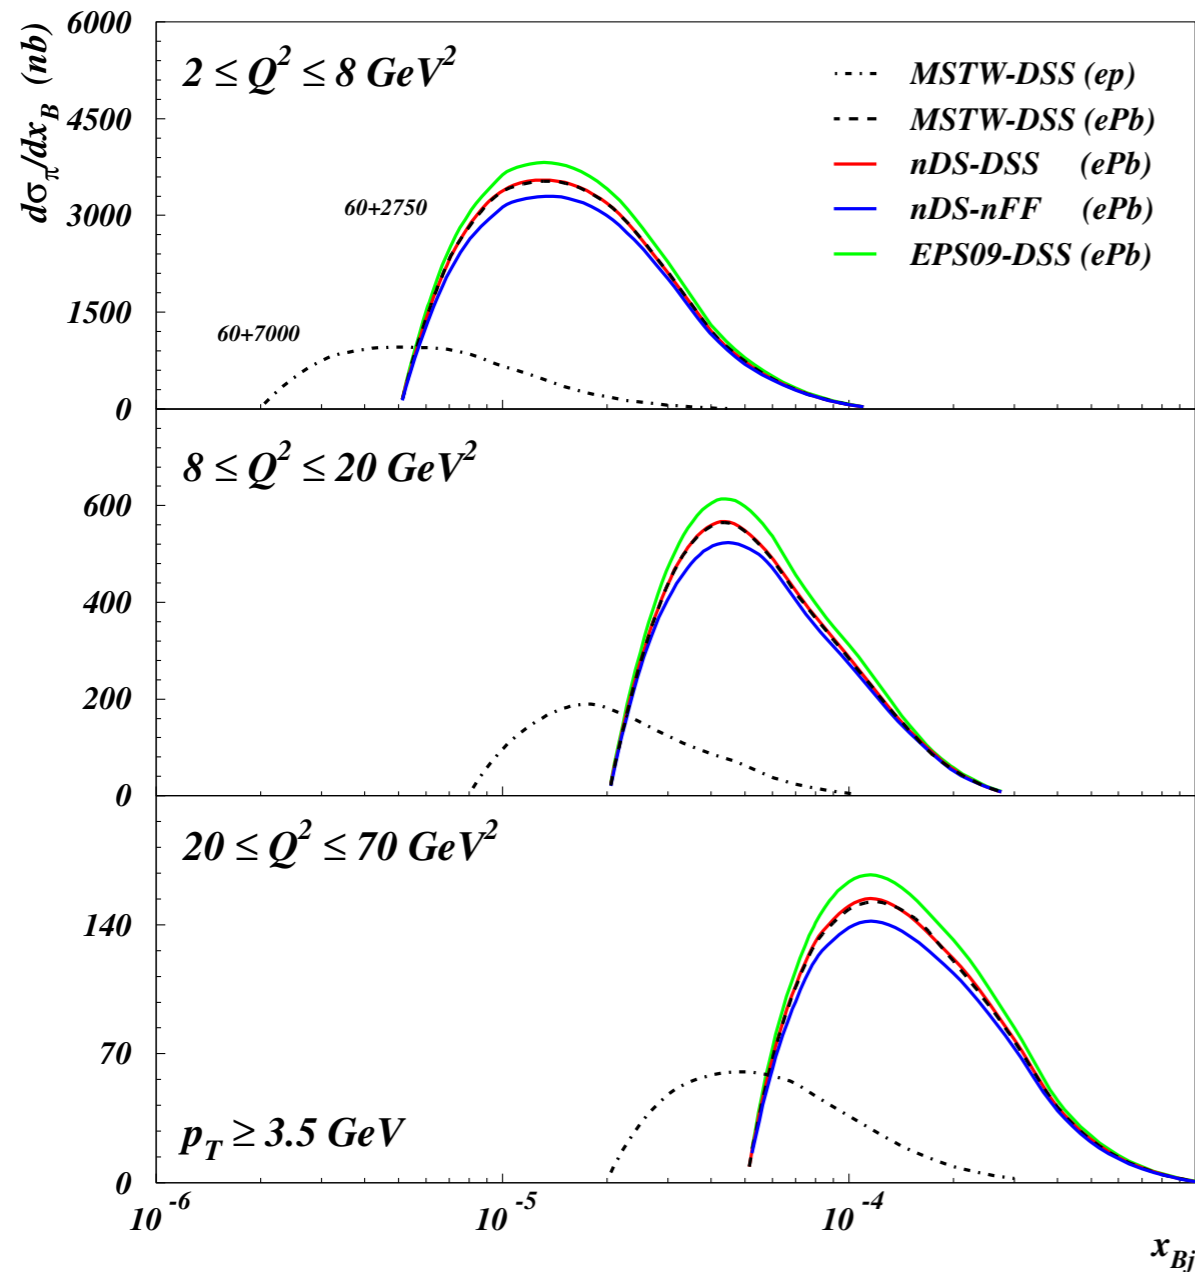 dσ_π/dx_B (nb)
6000
4500
3000
1500
0
2 ≤ Q² ≤ 8 GeV²
MSTW-DSS (ep)
MSTW-DSS (ePb)
nDS-DSS (ePb)
nDS-nFF (ePb)
EPS09-DSS (ePb)
60+2750
60+7000
8 ≤ Q² ≤ 20 GeV²
600
400
200
0
20 ≤ Q² ≤ 70 GeV²
140
70
0
p_T ≥ 3.5 GeV
10⁻⁶ 10⁻⁵ 10⁻⁴
x_Bj